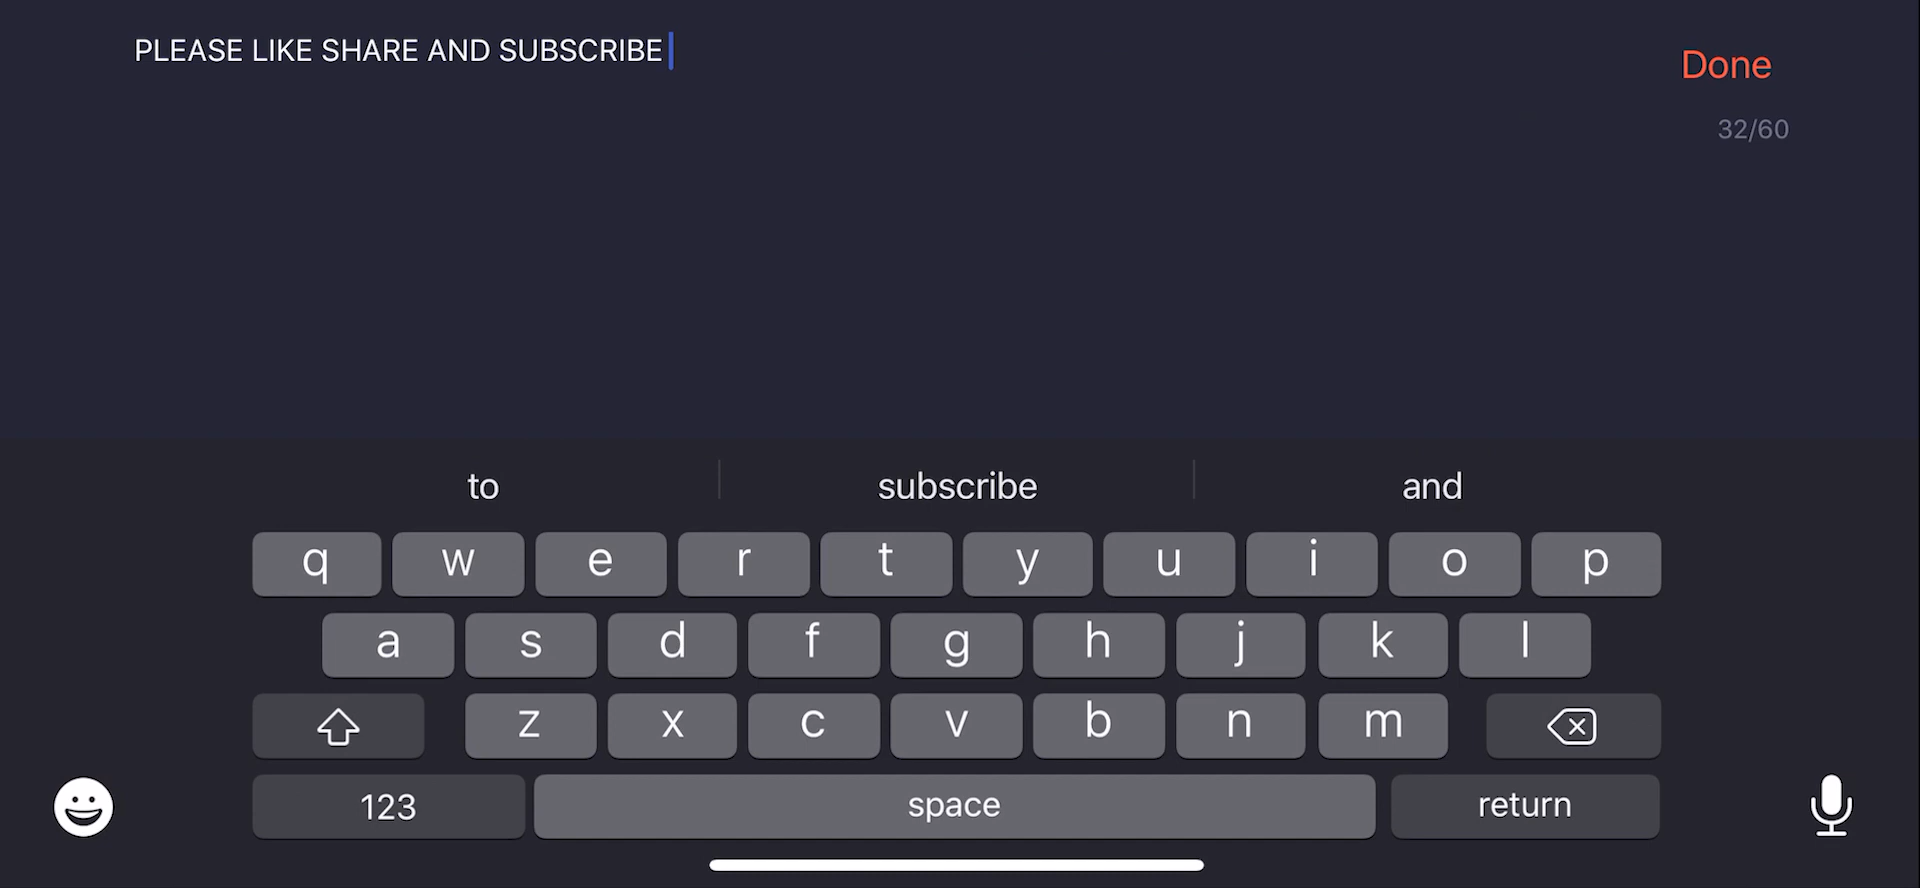 PLEASE LIKE SHARE AND SUBSCRIBE
Done
32/60
to subscribe and
q w e r t y u i o p
a s d f g h j k l
z x c v b n m
123 space return